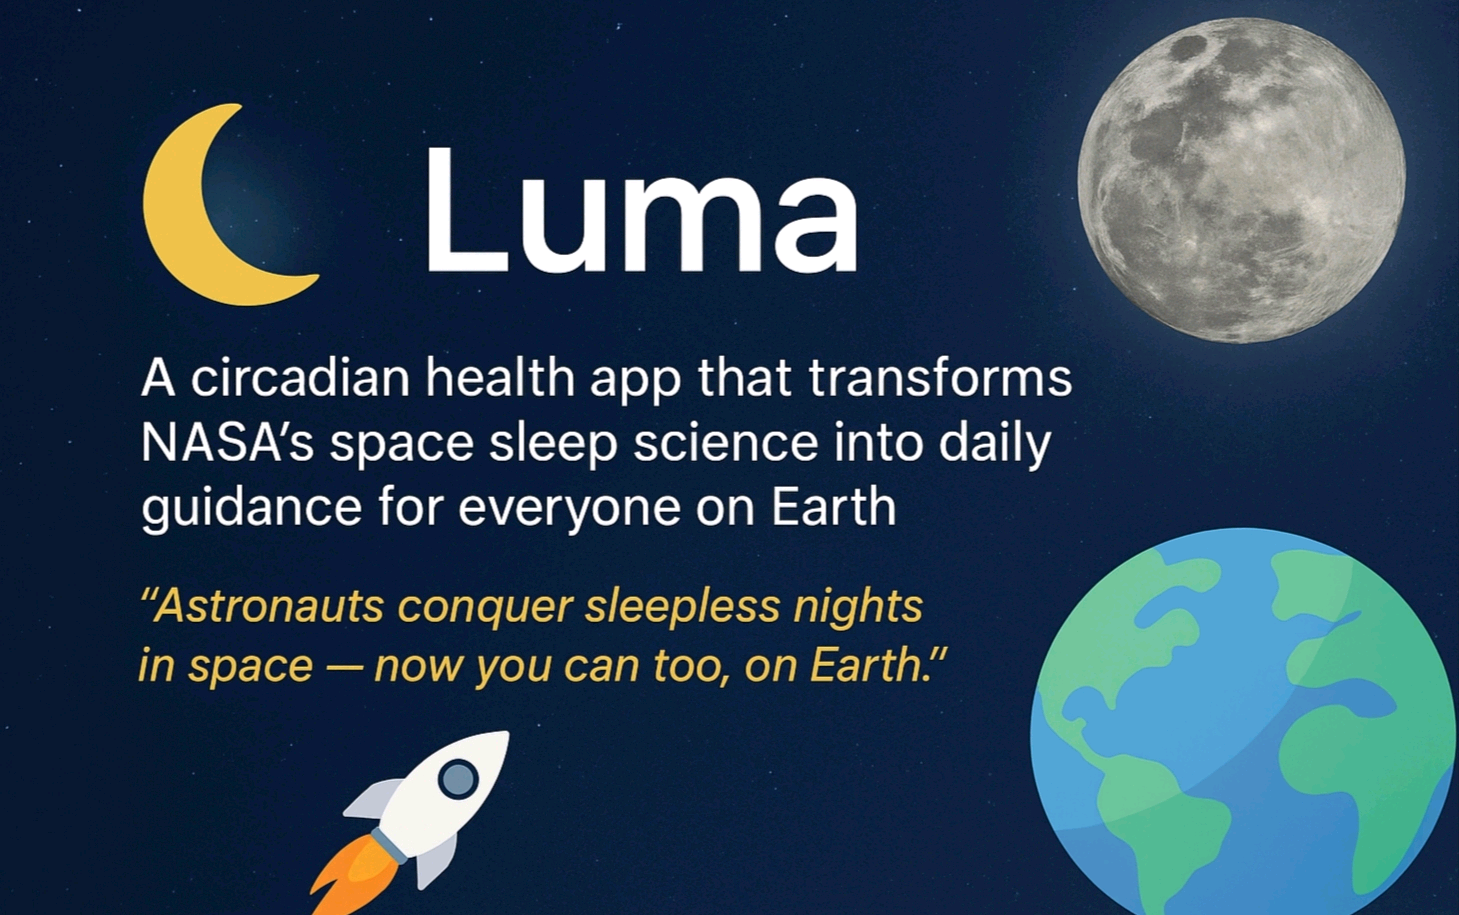 Luma
A circadian health app that transforms
NASA’s space sleep science into daily
guidance for everyone on Earth
“Astronauts conquer sleepless nights
in space — now you can too, on Earth.”